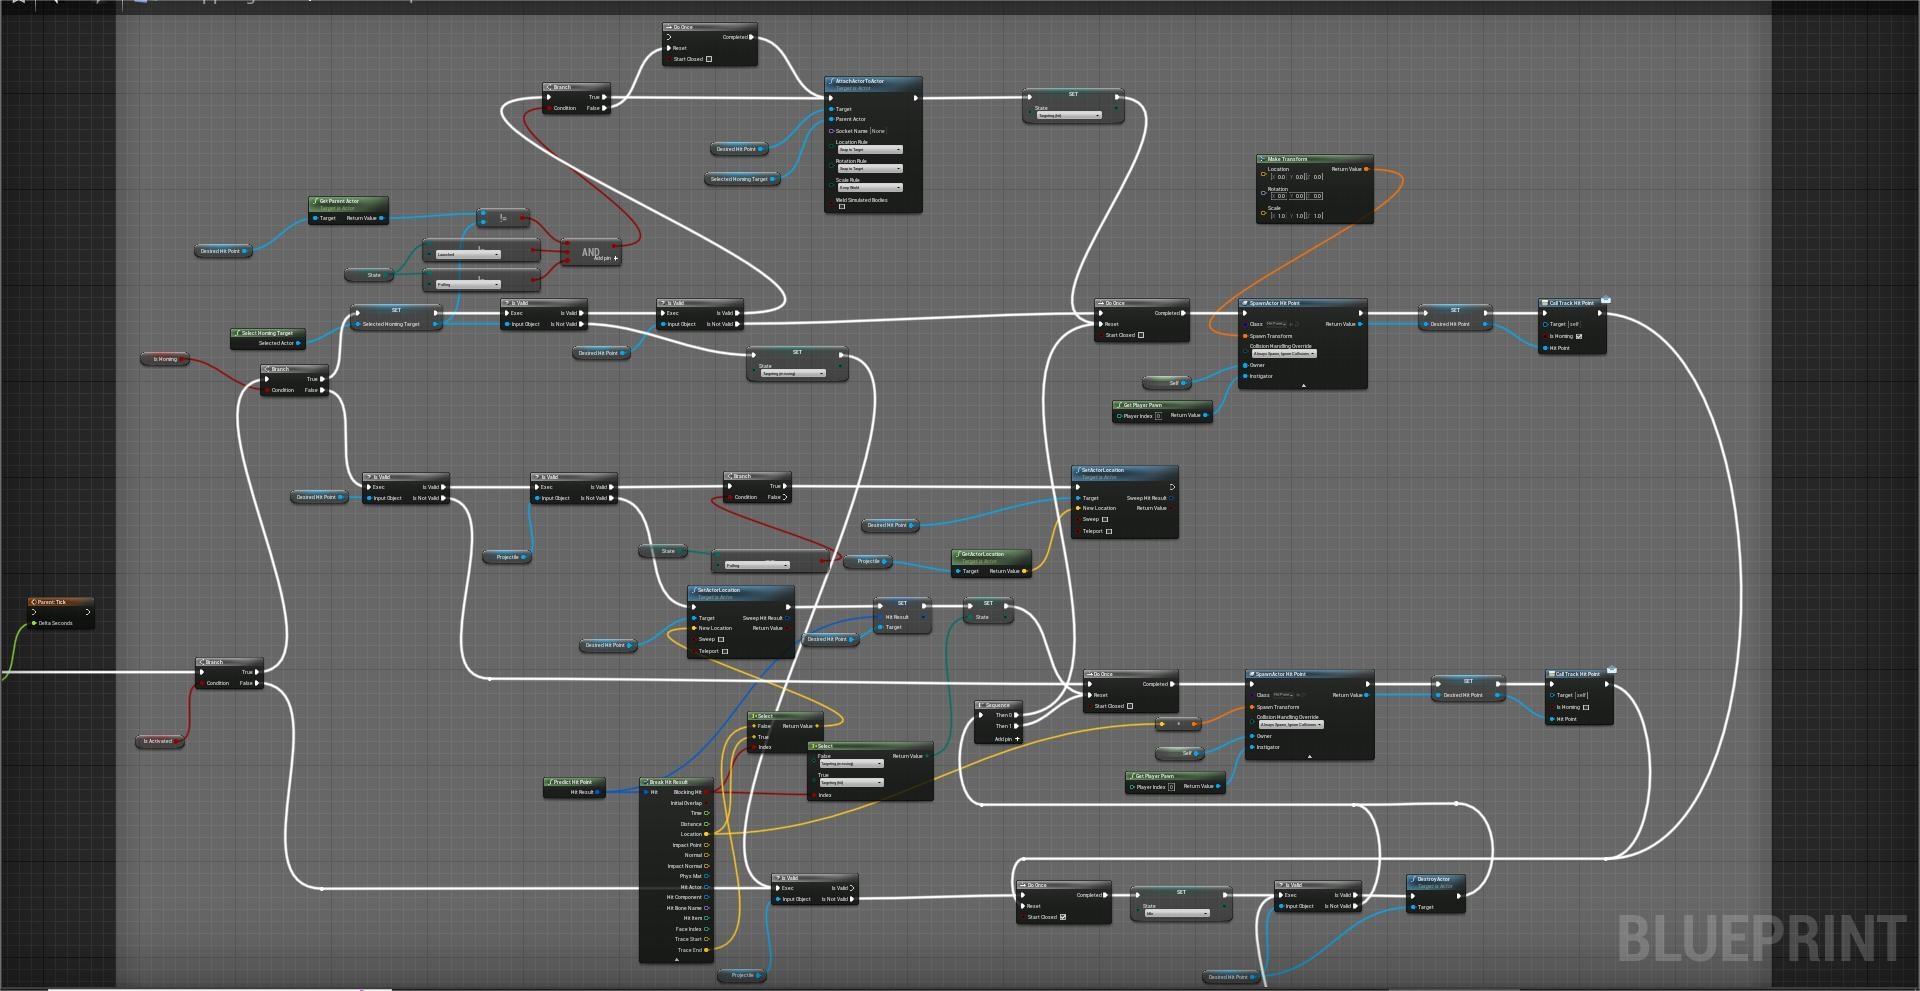 Do Once
Completed
Reset
Start Closed
Branch
True
Condition False
AttachActorToActor
Target is Actor
Target
Parent Actor
Socket Name None
Location Rule
Snap to Target
Rotation Rule
Snap to Target
Scale Rule
Keep World
Weld Simulated Bodies
SET
State
Targeting (hit)
Desired Hit Point
Selected Homing Target
Make Transform
Location Return Value
X 0.0 Y 0.0 Z 0.0
Rotation
X 0.0 Y 0.0 Z 0.0
Scale
X 1.0 Y 1.0 Z 1.0
Get Parent Actor
Target is Actor
Target Return Value
!=
Desired Hit Point
Launched
AND
Add pin +
State
Pulling
SET
Selected Homing Target
Is Valid
Exec Is Valid
Input Object Is Not Valid
Is Valid
Exec Is Valid
Input Object Is Not Valid
Select Homing Target
Selected Actor
Is Homing
Desired Hit Point
SET
State
Targeting (missing)
Branch
True
Condition False
Do Once
Completed
Reset
Start Closed
SpawnActor Hit Point
Class Return Value
Spawn Transform
Collision Handling Override
Always Spawn, Ignore Collisions
Owner
Instigator
SET
Desired Hit Point
Call Track Hit Point
Target self
Is Homing
Hit Point
Self
Get Player Pawn
Player Index 0 Return Value
Is Valid
Exec Is Valid
Input Object Is Not Valid
Desired Hit Point
Is Valid
Exec Is Valid
Input Object Is Not Valid
Branch
True
Condition False
SetActorLocation
Target is Actor
Target Sweep Hit Result
New Location Return Value
Sweep
Teleport
Desired Hit Point
Projectile
State
Pulling
Projectile
GetActorLocation
Target is Actor
Target Return Value
Parent: Tick
Delta Seconds
SetActorLocation
Target is Actor
Target Sweep Hit Result
New Location Return Value
Sweep
Teleport
Desired Hit Point
Desired Hit Point
SET
Hit Result
Target
SET
State
Branch
True
Condition False
Is Activated
Do Once
Completed
Reset
Start Closed
Sequence
Then 0
Then 1
Add pin +
SpawnActor Hit Point
Class Return Value
Spawn Transform
Collision Handling Override
Always Spawn, Ignore Collisions
Owner
Instigator
SET
Desired Hit Point
Call Track Hit Point
Target self
Is Homing
Hit Point
Self
Get Player Pawn
Player Index 0 Return Value
Select
False Return Value
True
Index
Select
False Return Value
Targeting (missing)
True
Targeting (hit)
Index
Predict Hit Point
Hit Result
Break Hit Result
Hit Blocking Hit
Initial Overlap
Time
Distance
Location
Impact Point
Normal
Impact Normal
Phys Mat
Hit Actor
Hit Component
Hit Bone Name
Hit Item
Face Index
Trace Start
Trace End
Is Valid
Exec Is Valid
Input Object Is Not Valid
Projectile
Do Once
Completed
Reset
Start Closed
SET
State
Idle
Is Valid
Exec Is Valid
Input Object Is Not Valid
DestroyActor
Target is Actor
Target
Desired Hit Point
BLUEPRINT